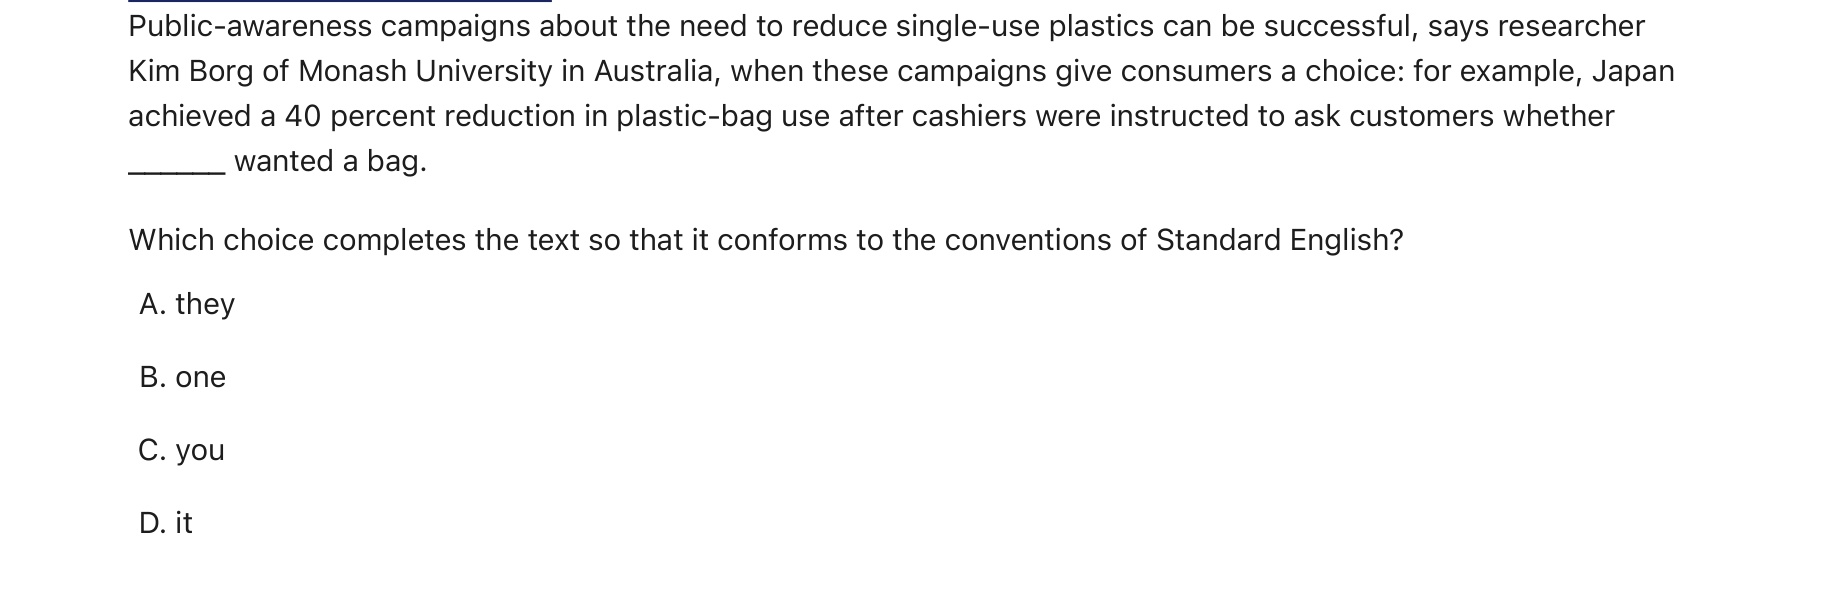 Public-awareness campaigns about the need to reduce single-use plastics can be successful, says researcher
Kim Borg of Monash University in Australia, when these campaigns give consumers a choice: for example, Japan
achieved a 40 percent reduction in plastic-bag use after cashiers were instructed to ask customers whether
______ wanted a bag.
Which choice completes the text so that it conforms to the conventions of Standard English?
A. they
B. one
C. you
D. it